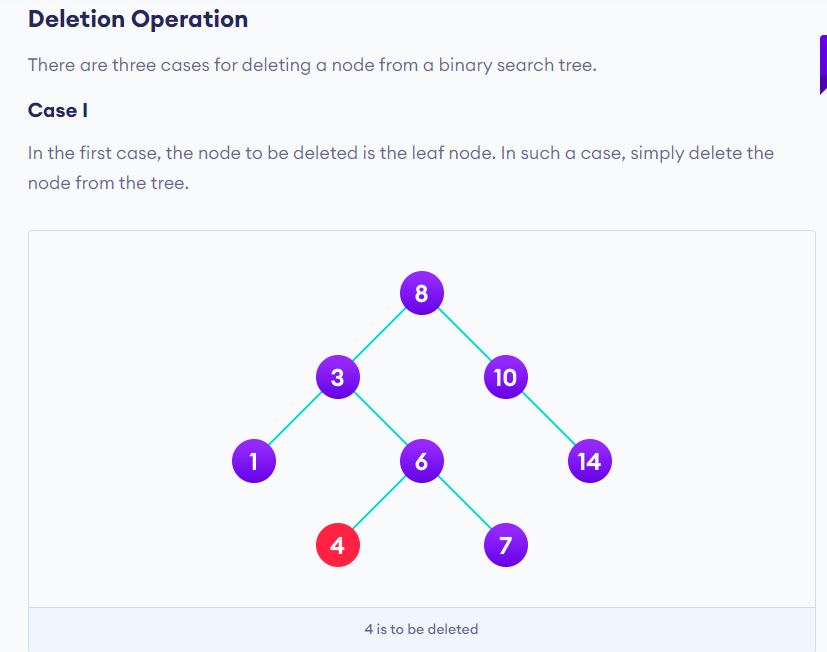 Deletion Operation
There are three cases for deleting a node from a binary search tree.
Case I
In the first case, the node to be deleted is the leaf node. In such a case, simply delete the
node from the tree.
8
3 10
1 6 14
4 7
4 is to be deleted